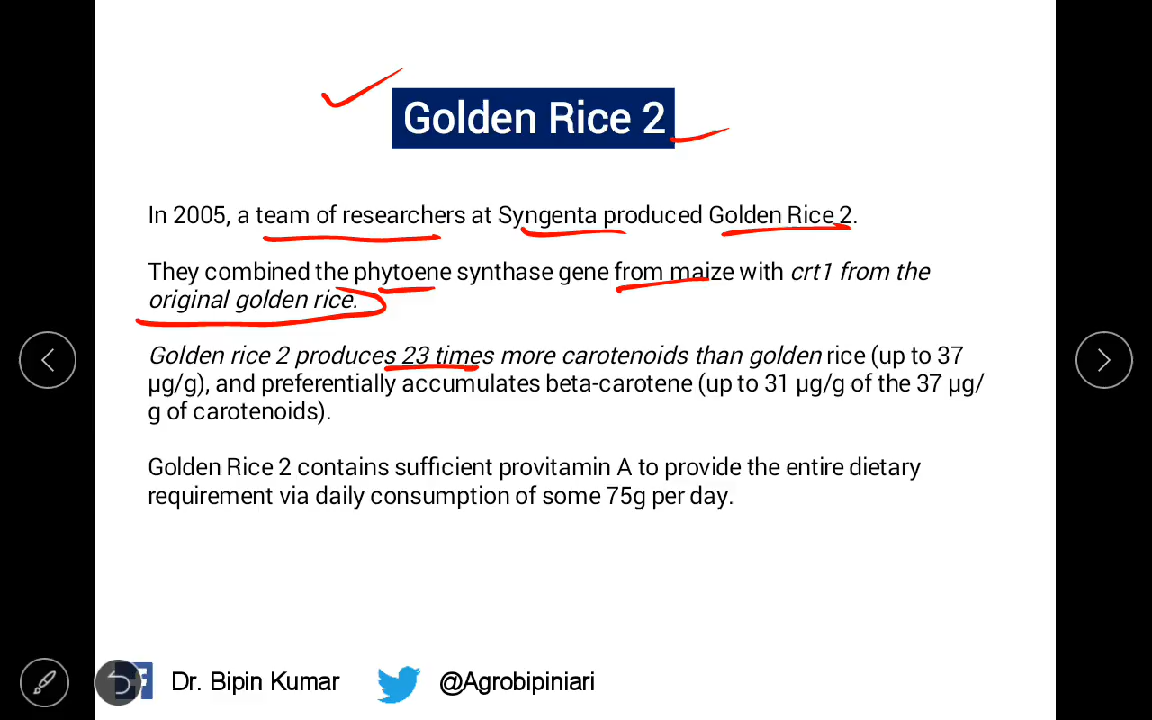 Golden Rice 2
In 2005, a team of researchers at Syngenta produced Golden Rice 2.
They combined the phytoene synthase gene from maize with crt1 from the
original golden rice.
Golden rice 2 produces 23 times more carotenoids than golden rice (up to 37
µg/g), and preferentially accumulates beta-carotene (up to 31 µg/g of the 37 µg/
g of carotenoids).
Golden Rice 2 contains sufficient provitamin A to provide the entire dietary
requirement via daily consumption of some 75g per day.
Dr. Bipin Kumar @Agrobipiniari